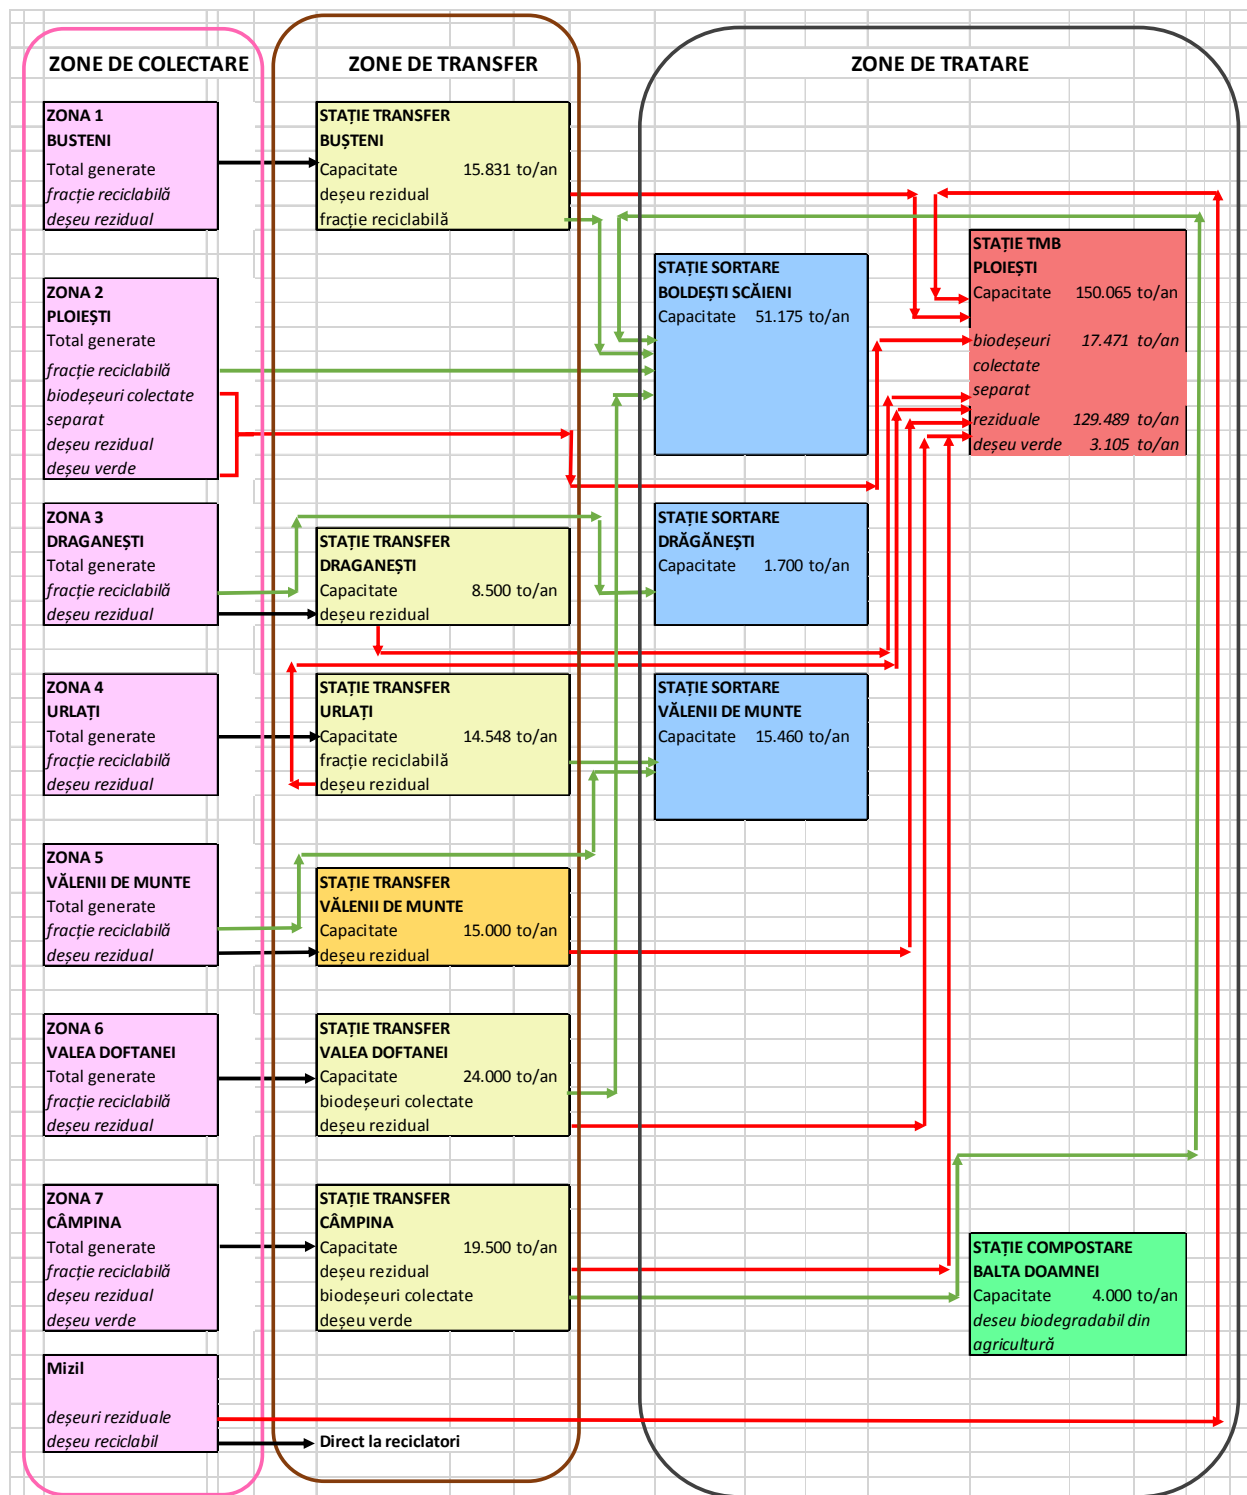 ZONE DE COLECTARE
ZONE DE TRANSFER
ZONE DE TRATARE
ZONA 1
BUSTENI
Total generate
fracție reciclabilă
deșeu rezidual
STAȚIE TRANSFER
BUȘTENI
Capacitate 15.831 to/an
deșeu rezidual
fracție reciclabilă
STAȚIE SORTARE
BOLDEȘTI SCĂIENI
Capacitate 51.175 to/an
STAȚIE TMB
PLOIEȘTI
Capacitate 150.065 to/an
biodeșeuri 17.471 to/an
colectate
separat
reziduale 129.489 to/an
deșeu verde 3.105 to/an
ZONA 2
PLOIEȘTI
Total generate
fracție reciclabilă
biodeșeuri colectate
separat
deșeu rezidual
deșeu verde
ZONA 3
DRAGANEȘTI
Total generate
fracție reciclabilă
deșeu rezidual
STAȚIE TRANSFER
DRAGANEȘTI
Capacitate 8.500 to/an
deșeu rezidual
STAȚIE SORTARE
DRĂGĂNEȘTI
Capacitate 1.700 to/an
ZONA 4
URLAȚI
Total generate
fracție reciclabilă
deșeu rezidual
STAȚIE TRANSFER
URLAȚI
Capacitate 14.548 to/an
fracție reciclabilă
deșeu rezidual
STAȚIE SORTARE
VĂLENII DE MUNTE
Capacitate 15.460 to/an
ZONA 5
VĂLENII DE MUNTE
Total generate
fracție reciclabilă
deșeu rezidual
STAȚIE TRANSFER
VĂLENII DE MUNTE
Capacitate 15.000 to/an
deșeu rezidual
ZONA 6
VALEA DOFTANEI
Total generate
fracție reciclabilă
deșeu rezidual
STAȚIE TRANSFER
VALEA DOFTANEI
Capacitate 24.000 to/an
biodeșeuri colectate
deșeu rezidual
ZONA 7
CÂMPINA
Total generate
fracție reciclabilă
deșeu rezidual
deșeu verde
STAȚIE TRANSFER
CÂMPINA
Capacitate 19.500 to/an
deșeu rezidual
biodeșeuri colectate
deșeu verde
STAȚIE COMPOSTARE
BALTA DOAMNEI
Capacitate 4.000 to/an
deseu biodegradabil din
agricultură
Mizil
deșeuri reziduale
deșeu reciclabil
Direct la reciclatori